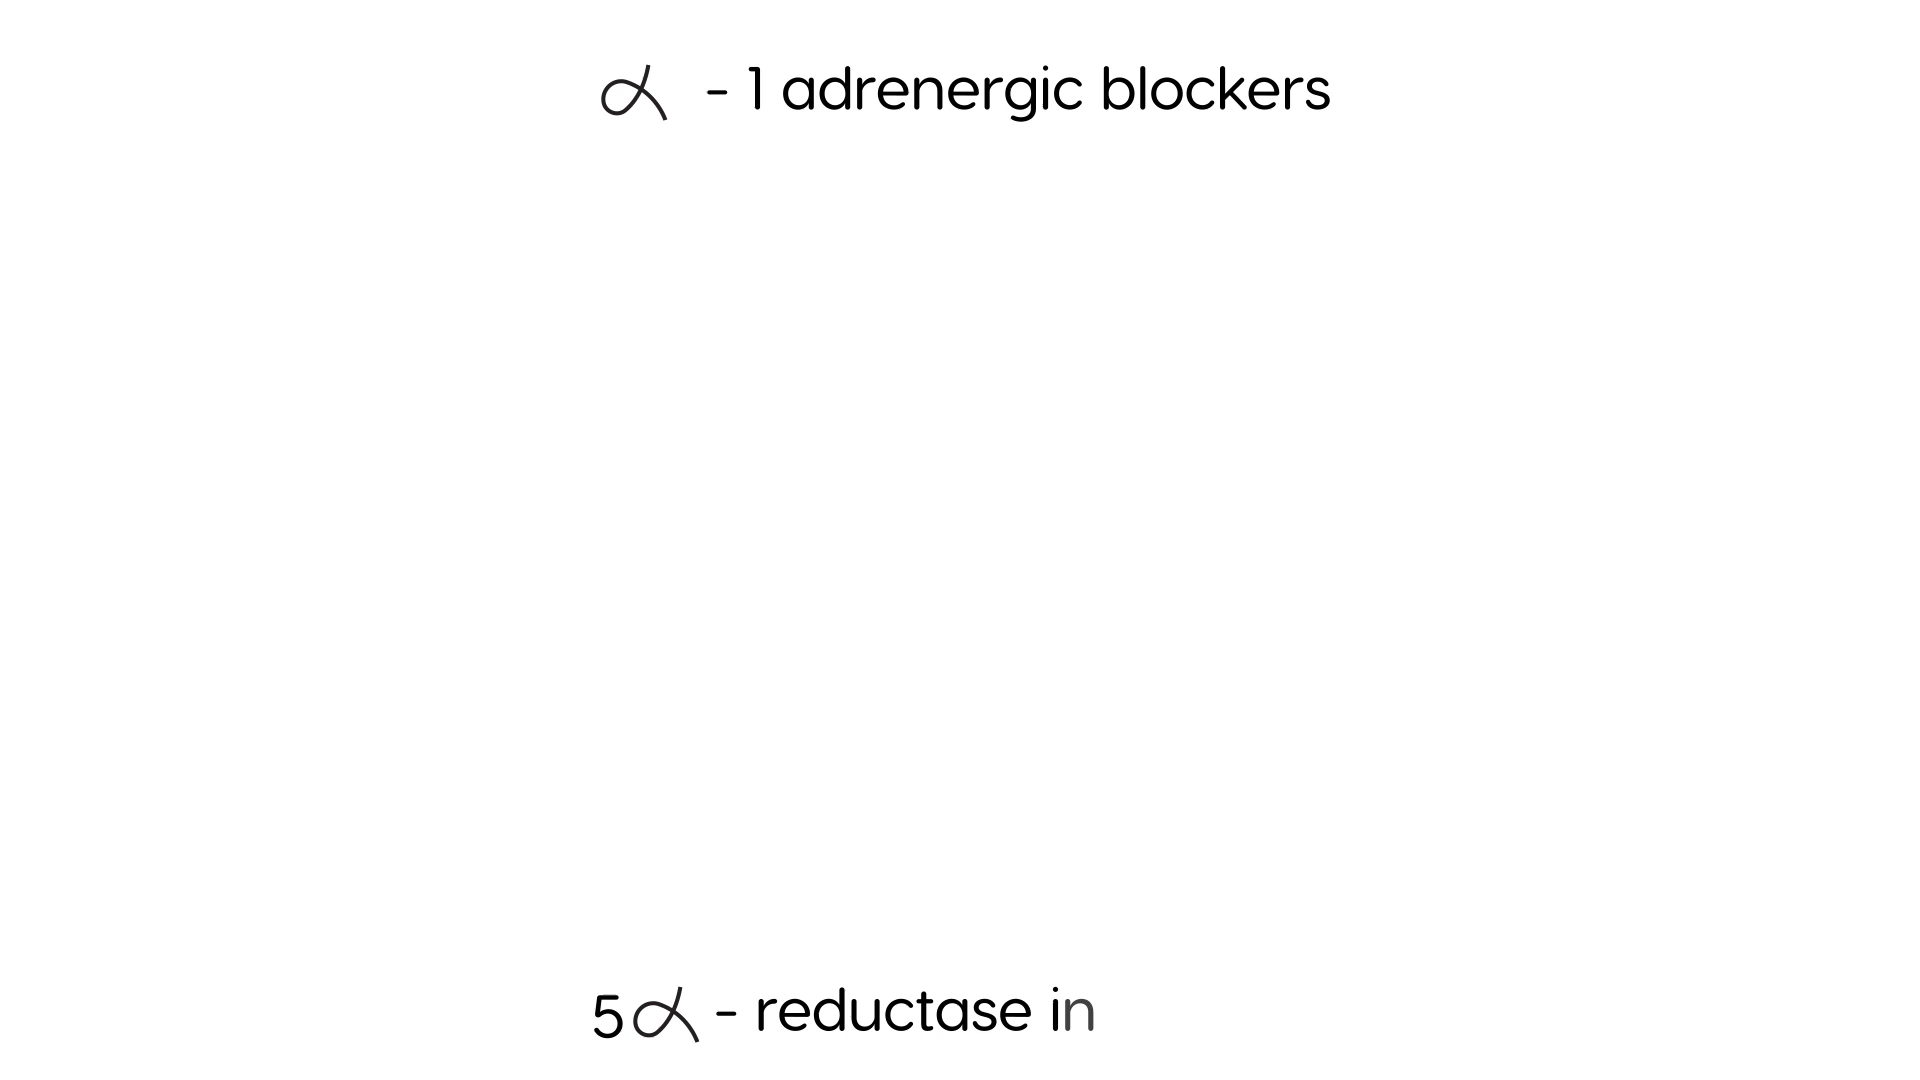 α - 1 adrenergic blockers
5α - reductase in